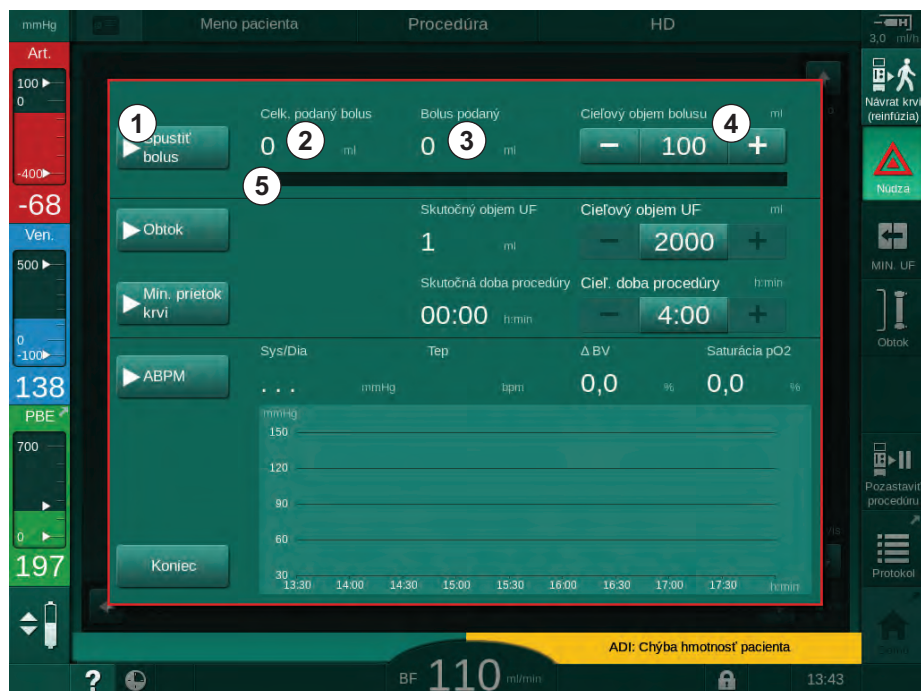 mmHg
Meno pacienta
Procedúra
HD
3,0 ml/h
Art.
100
0
-400
-68
Ven.
500
0
-100
138
PBE
700
0
197
1
Spustiť
bolus
Celk. podaný bolus
0 2 ml
Bolus podaný
0 3 ml
Cieľový objem bolusu 4 ml
− 100 +
5
Obtok
Skutočný objem UF
1 ml
Cieľový objem UF ml
− 2000 +
Min. prietok
krvi
Skutočná doba procedúry
00:00 h:min
Cieľ. doba procedúry h:min
− 4:00 +
ABPM
Sys/Dia
. . . mmHg
Tep
bpm
Δ BV
0,0 %
Saturácia pO2
0,0 %
mmHg
150
120
90
60
30
13:30 14:00 14:30 15:00 15:30 16:00 16:30 17:00 17:30 h:min
Koniec
Návrat krvi
(reinfúzia)
Núdza
MIN. UF
Obtok
Pozastaviť
procedúru
Protokol
ADI: Chýba hmotnosť pacienta
? BF 110 ml/min 13:43